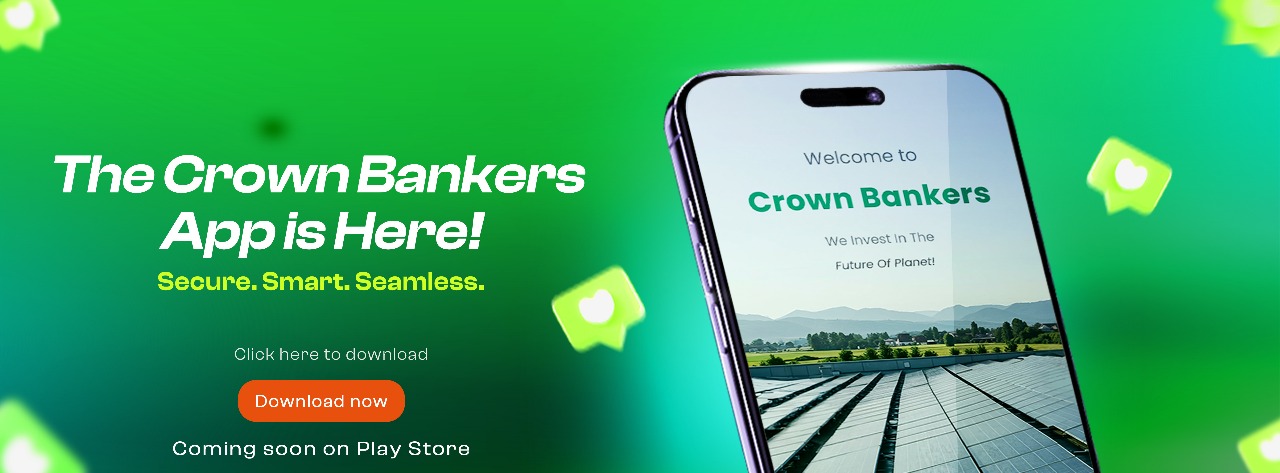 The Crown Bankers
App is Here!
Secure. Smart. Seamless.
Click here to download
Download now
Coming soon on Play Store
Welcome to
Crown Bankers
We Invest In The
Future Of Planet!